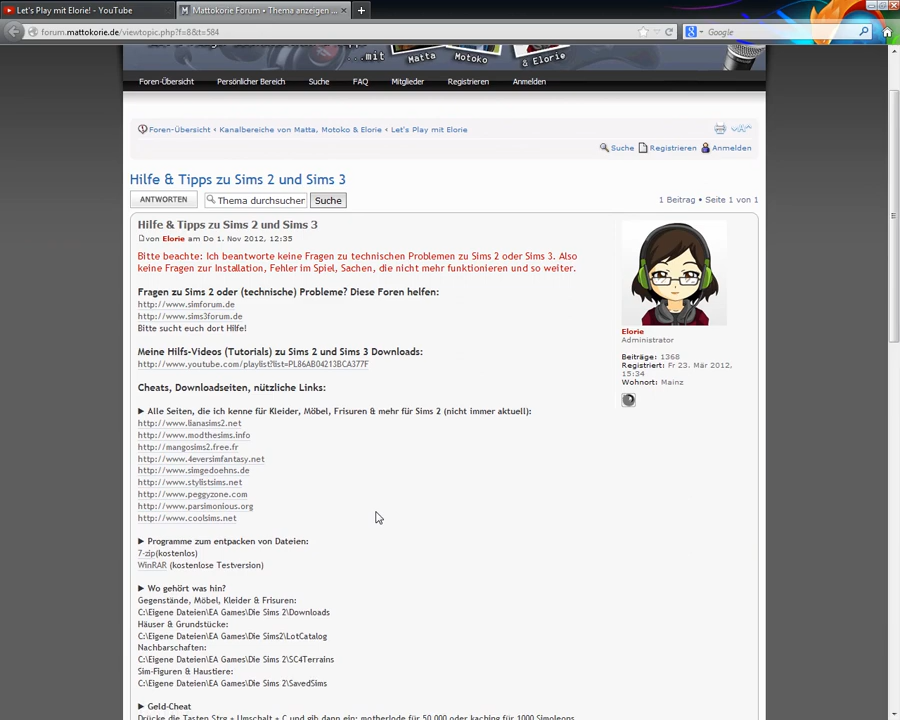 Let's Play mit Elorie! - YouTube
Mattokorie Forum • Thema anzeigen ...
forum.mattokorie.de/viewtopic.php?f=8&t=584
Google
...mit Matta Motoko & Elorie
Foren-Übersicht Persönlicher Bereich Suche FAQ Mitglieder Registrieren Anmelden
Foren-Übersicht ‹ Kanalbereiche von Matta, Motoko & Elorie ‹ Let's Play mit Elorie
Suche Registrieren Anmelden
Hilfe & Tipps zu Sims 2 und Sims 3
ANTWORTEN Thema durchsuchen Suche 1 Beitrag • Seite 1 von 1
Hilfe & Tipps zu Sims 2 und Sims 3
von Elorie am Do 1. Nov 2012, 12:35
Bitte beachte: Ich beantworte keine Fragen zu technischen Problemen zu Sims 2 oder Sims 3. Also
keine Fragen zur Installation, Fehler im Spiel, Sachen, die nicht mehr funktionieren und so weiter.
Fragen zu Sims 2 oder (technische) Probleme? Diese Foren helfen:
http://www.simforum.de
http://www.sims3forum.de
Bitte sucht euch dort Hilfe!
Meine Hilfs-Videos (Tutorials) zu Sims 2 und Sims 3 Downloads:
http://www.youtube.com/playlist?list=PL86AB04213BCA377F
Cheats, Downloadseiten, nützliche Links:
► Alle Seiten, die ich kenne für Kleider, Möbel, Frisuren & mehr für Sims 2 (nicht immer aktuell):
http://www.lianasims2.net
http://www.modthesims.info
http://mangosims2.free.fr
http://www.4eversimfantasy.net
http://www.simgedoehns.de
http://www.stylistsims.net
http://www.peggyzone.com
http://www.parsimonious.org
http://www.coolsims.net
► Programme zum entpacken von Dateien:
7-zip(kostenlos)
WinRAR (kostenlose Testversion)
► Wo gehört was hin?
Gegenstände, Möbel, Kleider & Frisuren:
C:\Eigene Dateien\EA Games\Die Sims 2\Downloads
Häuser & Grundstücke:
C:\Eigene Dateien\EA Games\Die Sims2\LotCatalog
Nachbarschaften:
C:\Eigene Dateien\EA Games\Die Sims 2\SC4Terrains
Sim-Figuren & Haustiere:
C:\Eigene Dateien\EA Games\Die Sims 2\SavedSims
► Geld-Cheat
Drücke die Tasten Strg + Umschalt + C und gib dann ein: motherlode für 50.000 oder kaching für 1000 Simoleons
Elorie
Administrator
Beiträge: 1368
Registriert: Fr 23. Mär 2012,
15:34
Wohnort: Mainz